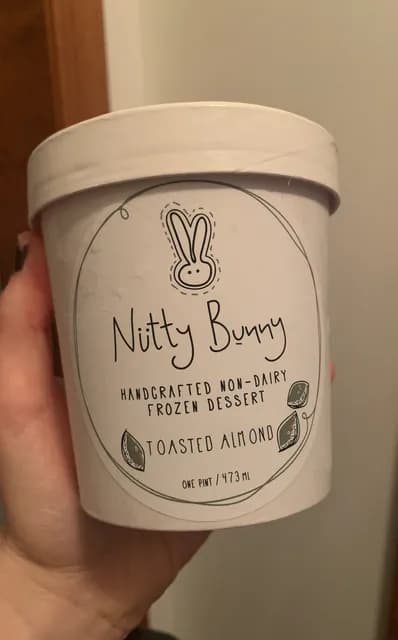 Nutty Bunny
HANDCRAFTED NON-DAIRY
FROZEN DESSERT
TOASTED ALMOND
ONE PINT / 473 ML